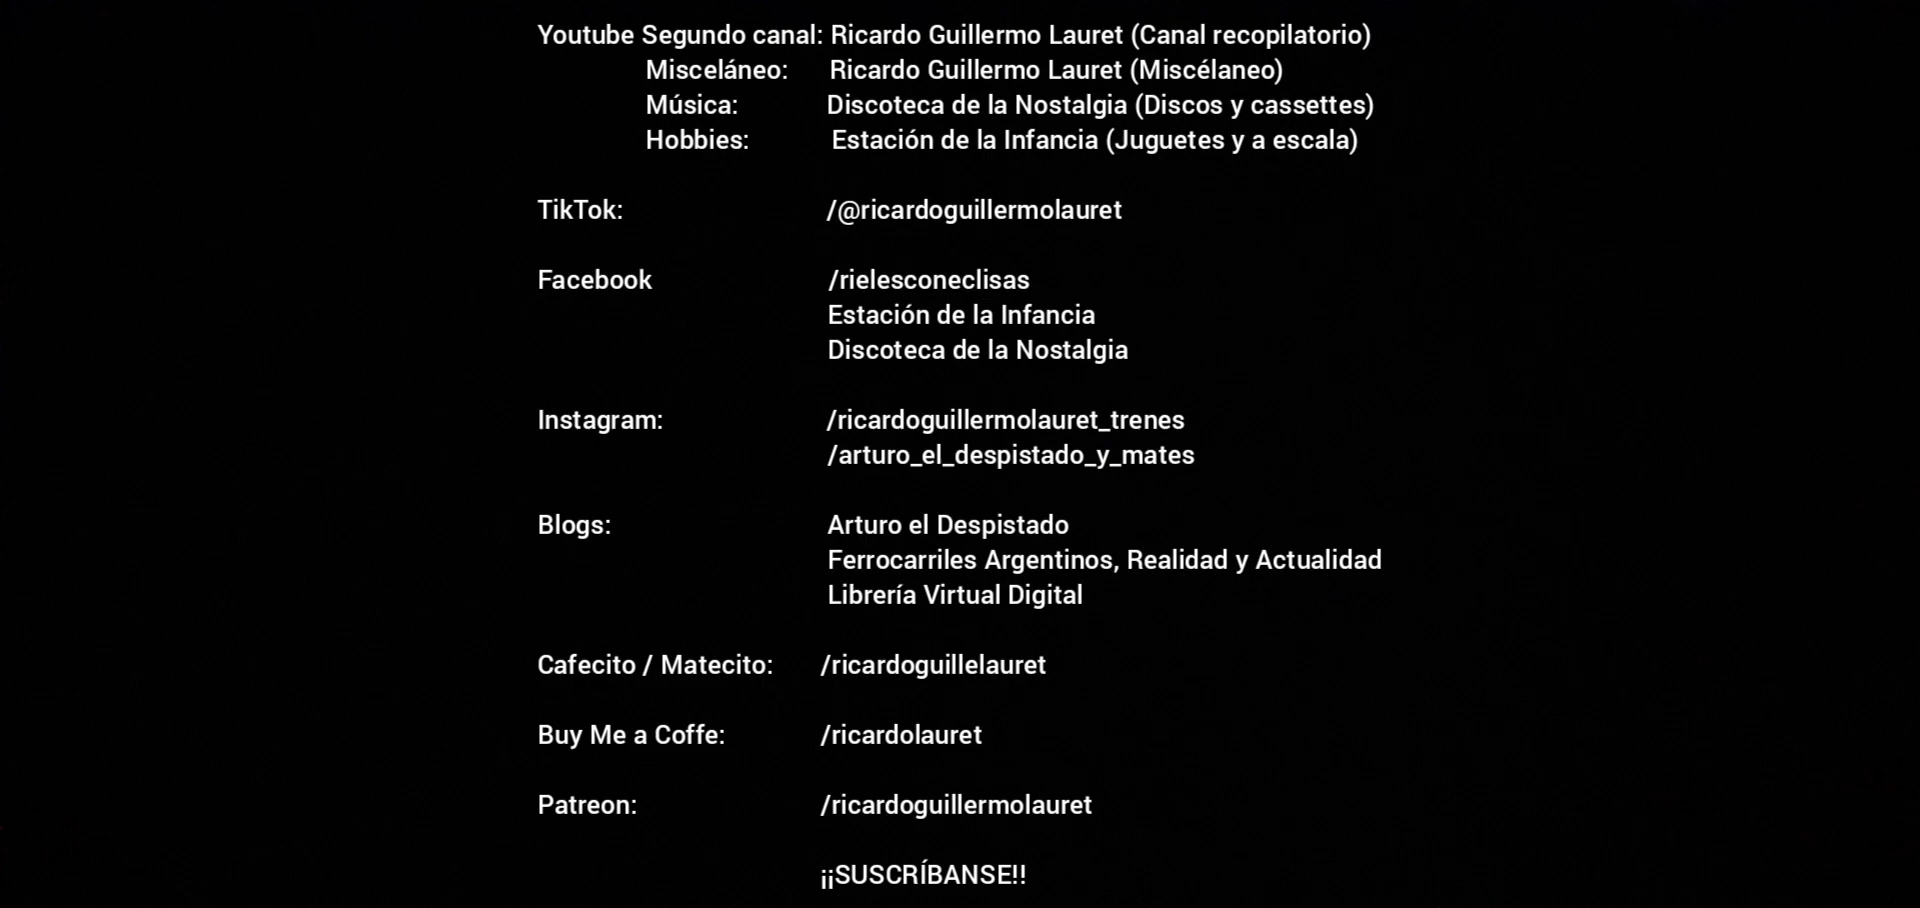 Youtube Segundo canal: Ricardo Guillermo Lauret (Canal recopilatorio)
Misceláneo: Ricardo Guillermo Lauret (Miscélaneo)
Música: Discoteca de la Nostalgia (Discos y cassettes)
Hobbies: Estación de la Infancia (Juguetes y a escala)
TikTok: /@ricardoguillermolauret
Facebook /rielesconeclisas
Estación de la Infancia
Discoteca de la Nostalgia
Instagram: /ricardoguillermolauret_trenes
/arturo_el_despistado_y_mates
Blogs: Arturo el Despistado
Ferrocarriles Argentinos, Realidad y Actualidad
Librería Virtual Digital
Cafecito / Matecito: /ricardoguillelauret
Buy Me a Coffe: /ricardolauret
Patreon: /ricardoguillermolauret
¡¡SUSCRÍBANSE!!